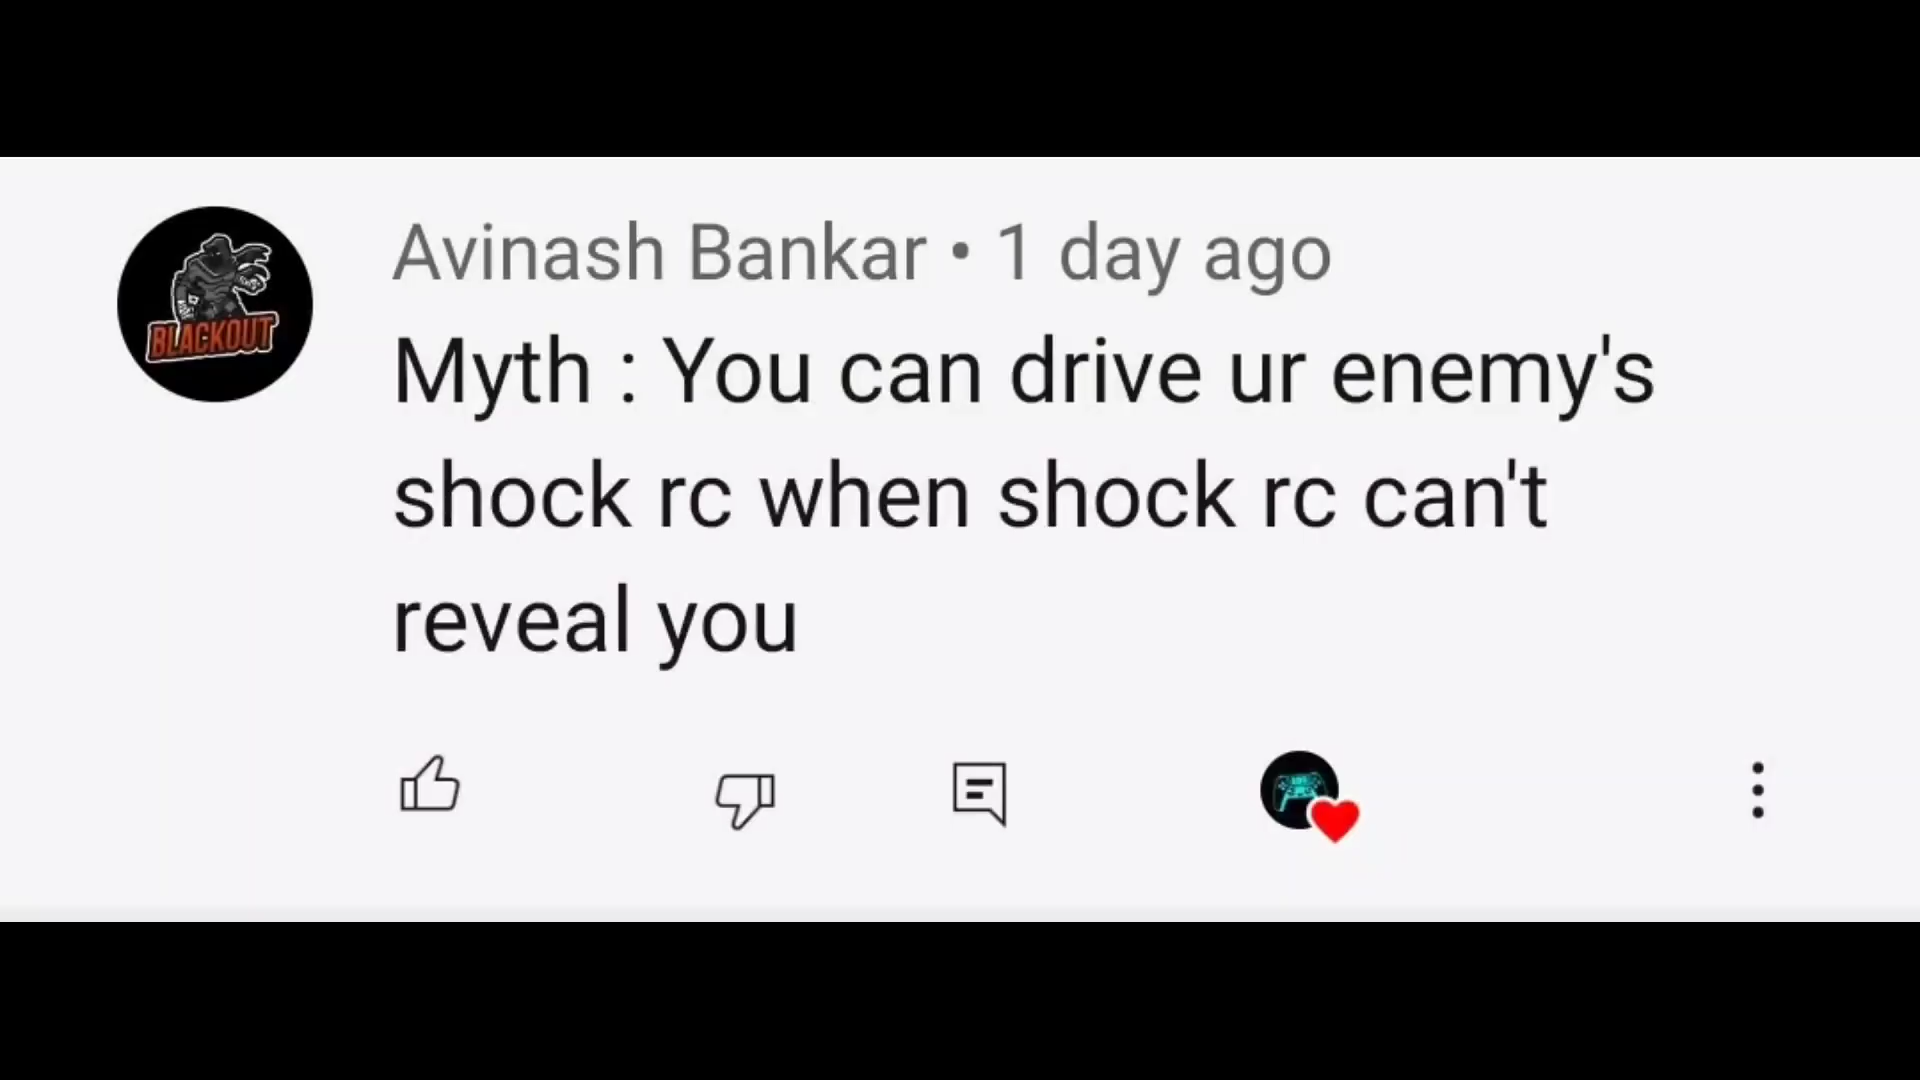 BLACKOUT
Avinash Bankar • 1 day ago
Myth : You can drive ur enemy's
shock rc when shock rc can't
reveal you